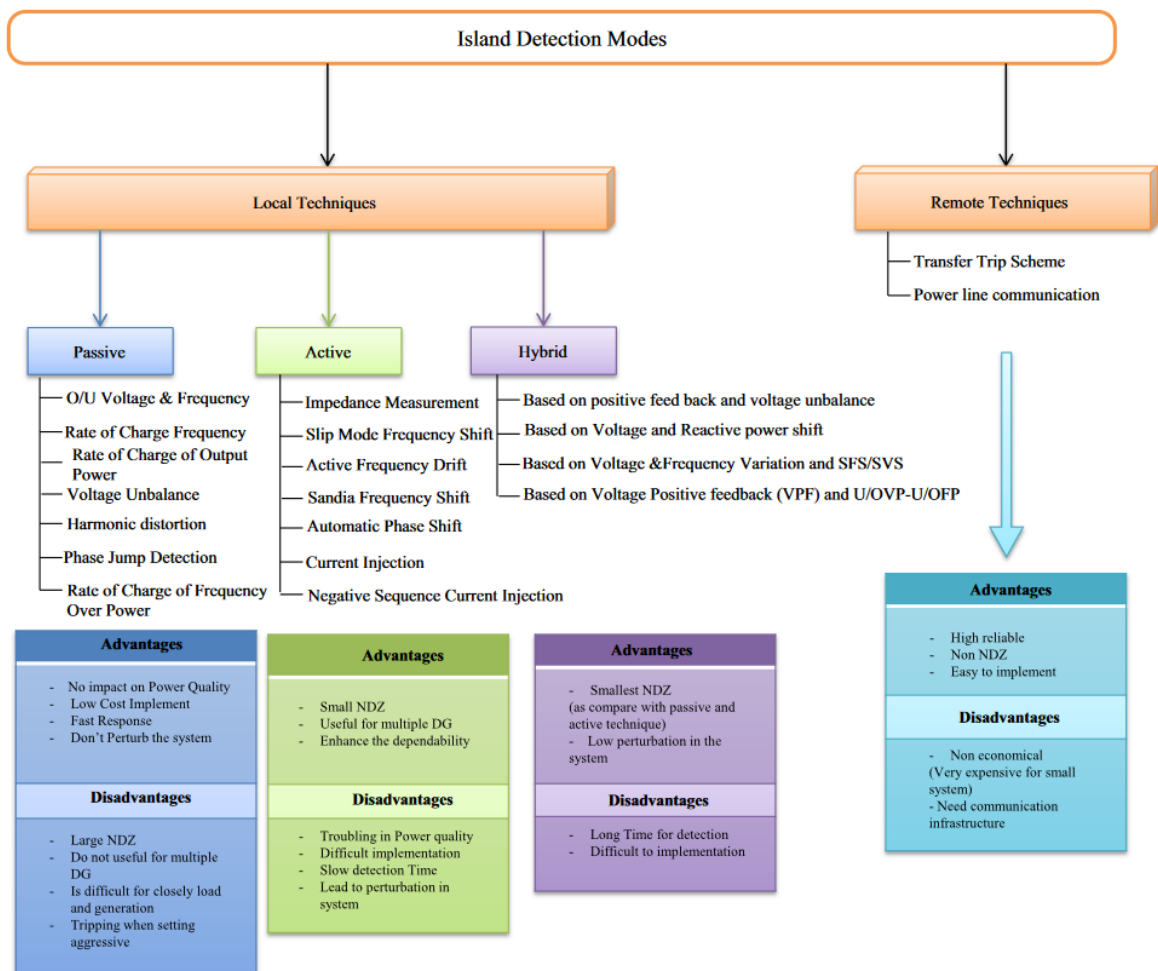 Island Detection Modes
Local Techniques
Remote Techniques
Transfer Trip Scheme
Power line communication
Passive
O/U Voltage & Frequency
Rate of Charge Frequency
Rate of Charge of Output
Power
Voltage Unbalance
Harmonic distortion
Phase Jump Detection
Rate of Charge of Frequency
Over Power
Active
Impedance Measurement
Slip Mode Frequency Shift
Active Frequency Drift
Sandia Frequency Shift
Automatic Phase Shift
Current Injection
Negative Sequence Current Injection
Hybrid
Based on positive feed back and voltage unbalance
Based on Voltage and Reactive power shift
Based on Voltage &Frequency Variation and SFS/SVS
Based on Voltage Positive feedback (VPF) and U/OVP-U/OFP
Advantages
- No impact on Power Quality
- Low Cost Implement
- Fast Response
- Don't Perturb the system
Disadvantages
- Large NDZ
- Do not useful for multiple
DG
- Is difficult for closely load
and generation
- Tripping when setting
aggressive
Advantages
- Small NDZ
- Useful for multiple DG
- Enhance the dependability
Disadvantages
- Troubling in Power quality
- Difficult implementation
- Slow detection Time
- Lead to perturbation in
system
Advantages
- Smallest NDZ
(as compare with passive and
active technique)
- Low perturbation in the
system
Disadvantages
- Long Time for detection
- Difficult to implementation
Advantages
- High reliable
- Non NDZ
- Easy to implement
Disadvantages
- Non economical
(Very expensive for small
system)
- Need communication
infrastructure